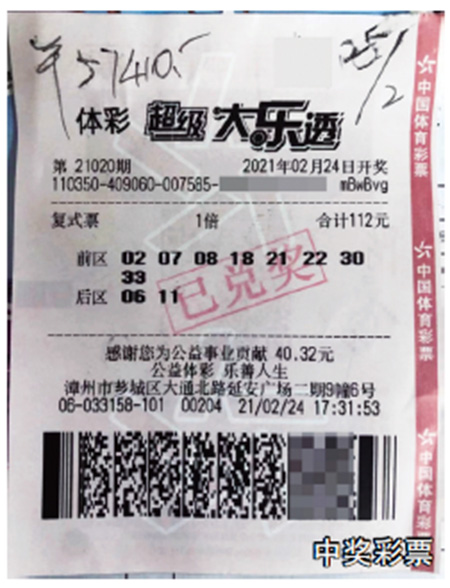 ¥57410.
25/2
体彩 超级大乐透
第 21020期 2021年02月24日开奖
110350-409060-007585- mBwBvg
复式票 1倍 合计112元
前区 02 07 08 18 21 22 30
33
后区 06 11
已兑奖
感谢您为公益事业贡献 40.32元
公益体彩 乐善人生
漳州市芗城区大通北路延安广场二期9幢6号
06-033158-101 00204 21/02/24 17:31:53
中国体育彩票
中国体育彩票
中国体育彩票
中奖彩票